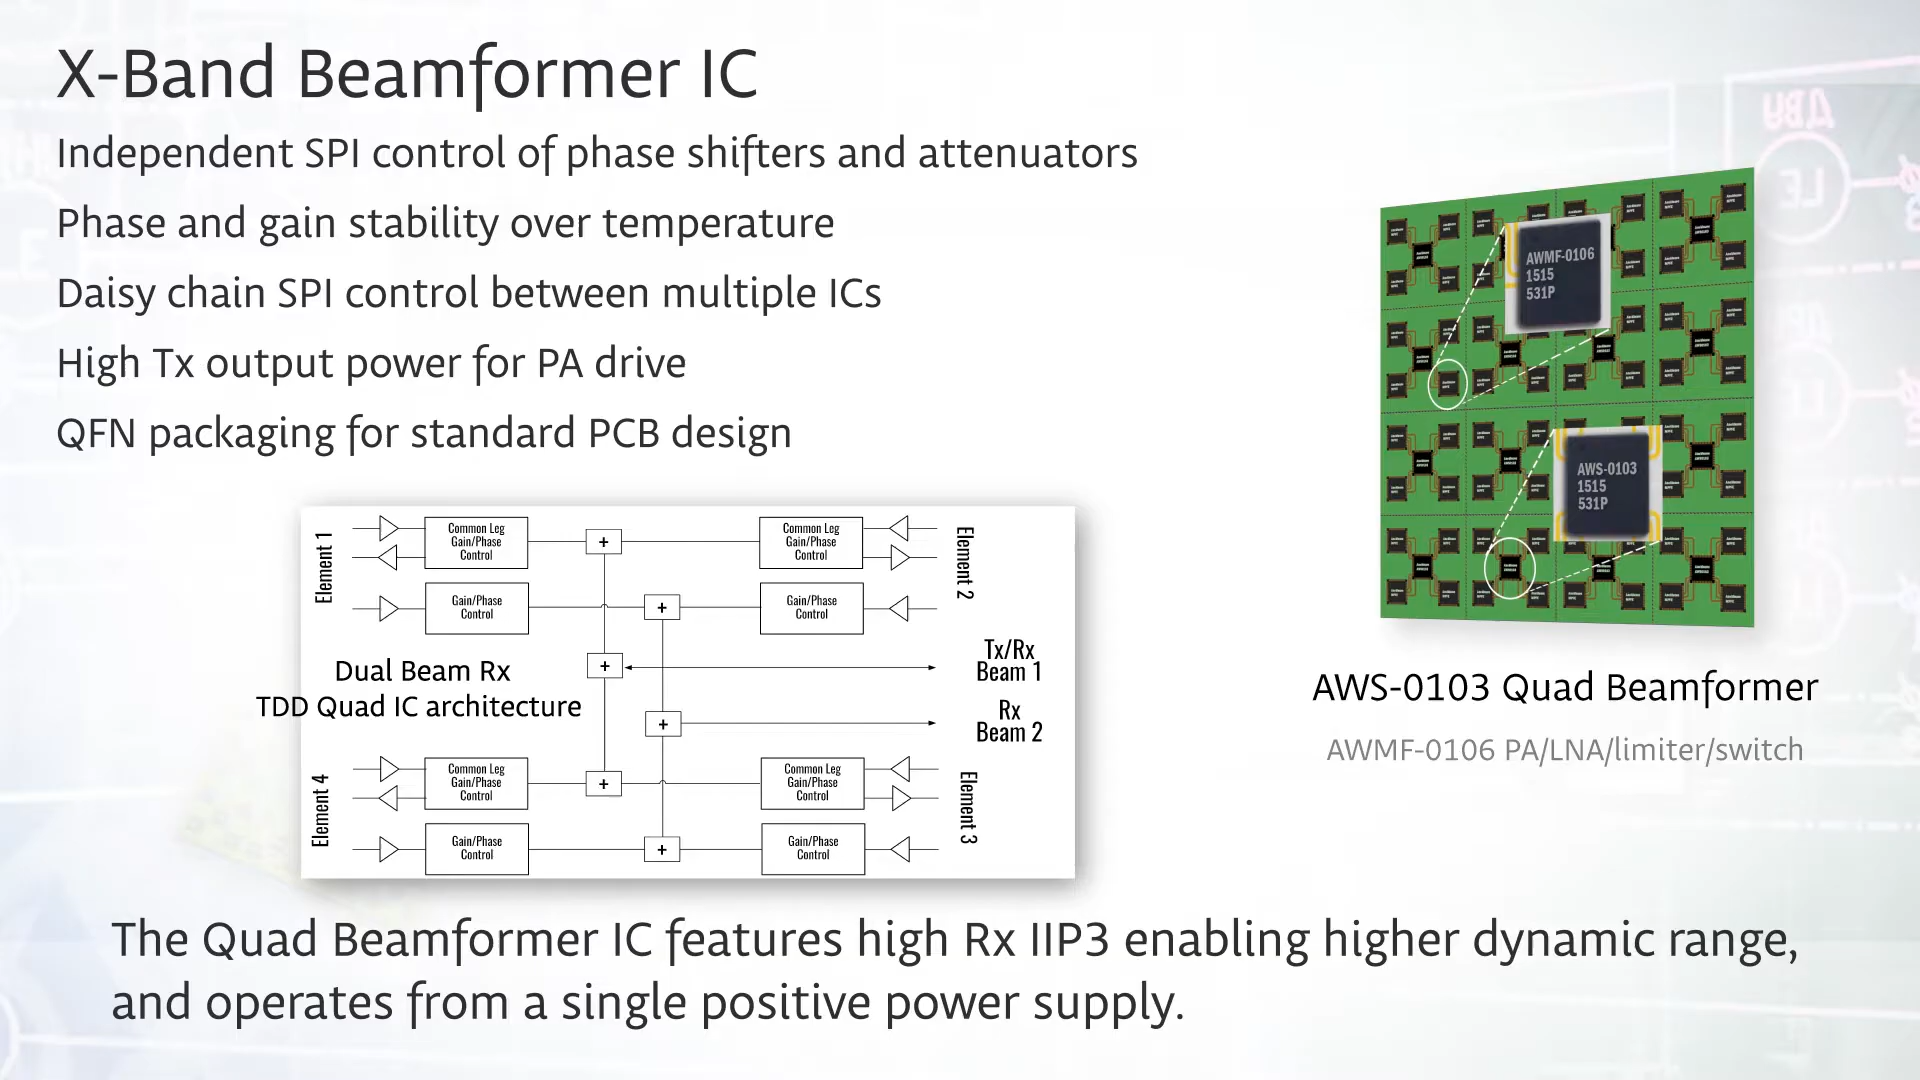 X-Band Beamformer IC
Independent SPI control of phase shifters and attenuators
Phase and gain stability over temperature
Daisy chain SPI control between multiple ICs
High Tx output power for PA drive
QFN packaging for standard PCB design
Element 1
Common Leg
Gain/Phase
Control
+
Common Leg
Gain/Phase
Control
Element 2
Gain/Phase
Control
+
Gain/Phase
Control
Dual Beam Rx
TDD Quad IC architecture
+
Tx/Rx
Beam 1
+
Rx
Beam 2
Element 4
Common Leg
Gain/Phase
Control
+
Common Leg
Gain/Phase
Control
Element 3
Gain/Phase
Control
+
Gain/Phase
Control
AWMF-0106
1515
531P
AWS-0103
1515
531P
AWS-0103 Quad Beamformer
AWMF-0106 PA/LNA/limiter/switch
The Quad Beamformer IC features high Rx IIP3 enabling higher dynamic range,
and operates from a single positive power supply.